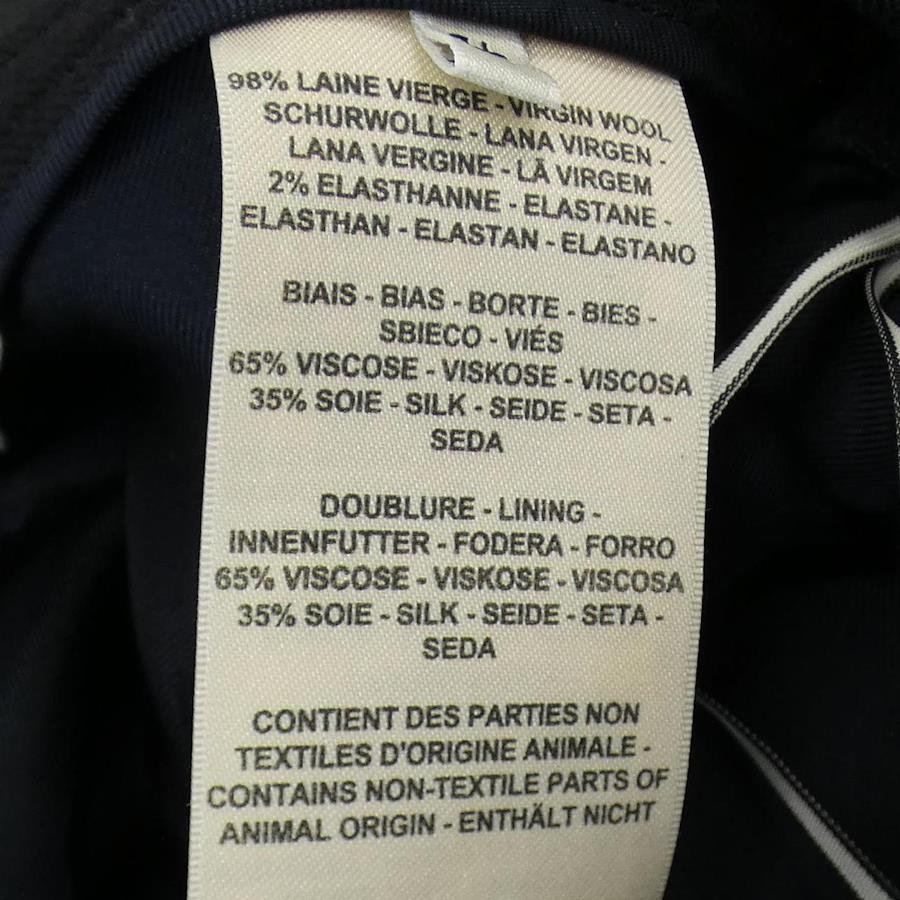 98% LAINE VIERGE - VIRGIN WOOL
SCHURWOLLE - LANA VIRGEN -
LANA VERGINE - LÃ VIRGEM
2% ELASTHANNE - ELASTANE -
ELASTHAN - ELASTAN - ELASTANO
BIAIS - BIAS - BORTE - BIES -
SBIECO - VIÉS
65% VISCOSE - VISKOSE - VISCOSA
35% SOIE - SILK - SEIDE - SETA -
SEDA
DOUBLURE - LINING -
INNENFUTTER - FODERA - FORRO
65% VISCOSE - VISKOSE - VISCOSA
35% SOIE - SILK - SEIDE - SETA -
SEDA
CONTIENT DES PARTIES NON
TEXTILES D'ORIGINE ANIMALE -
CONTAINS NON-TEXTILE PARTS OF
ANIMAL ORIGIN - ENTHÄLT NICHT